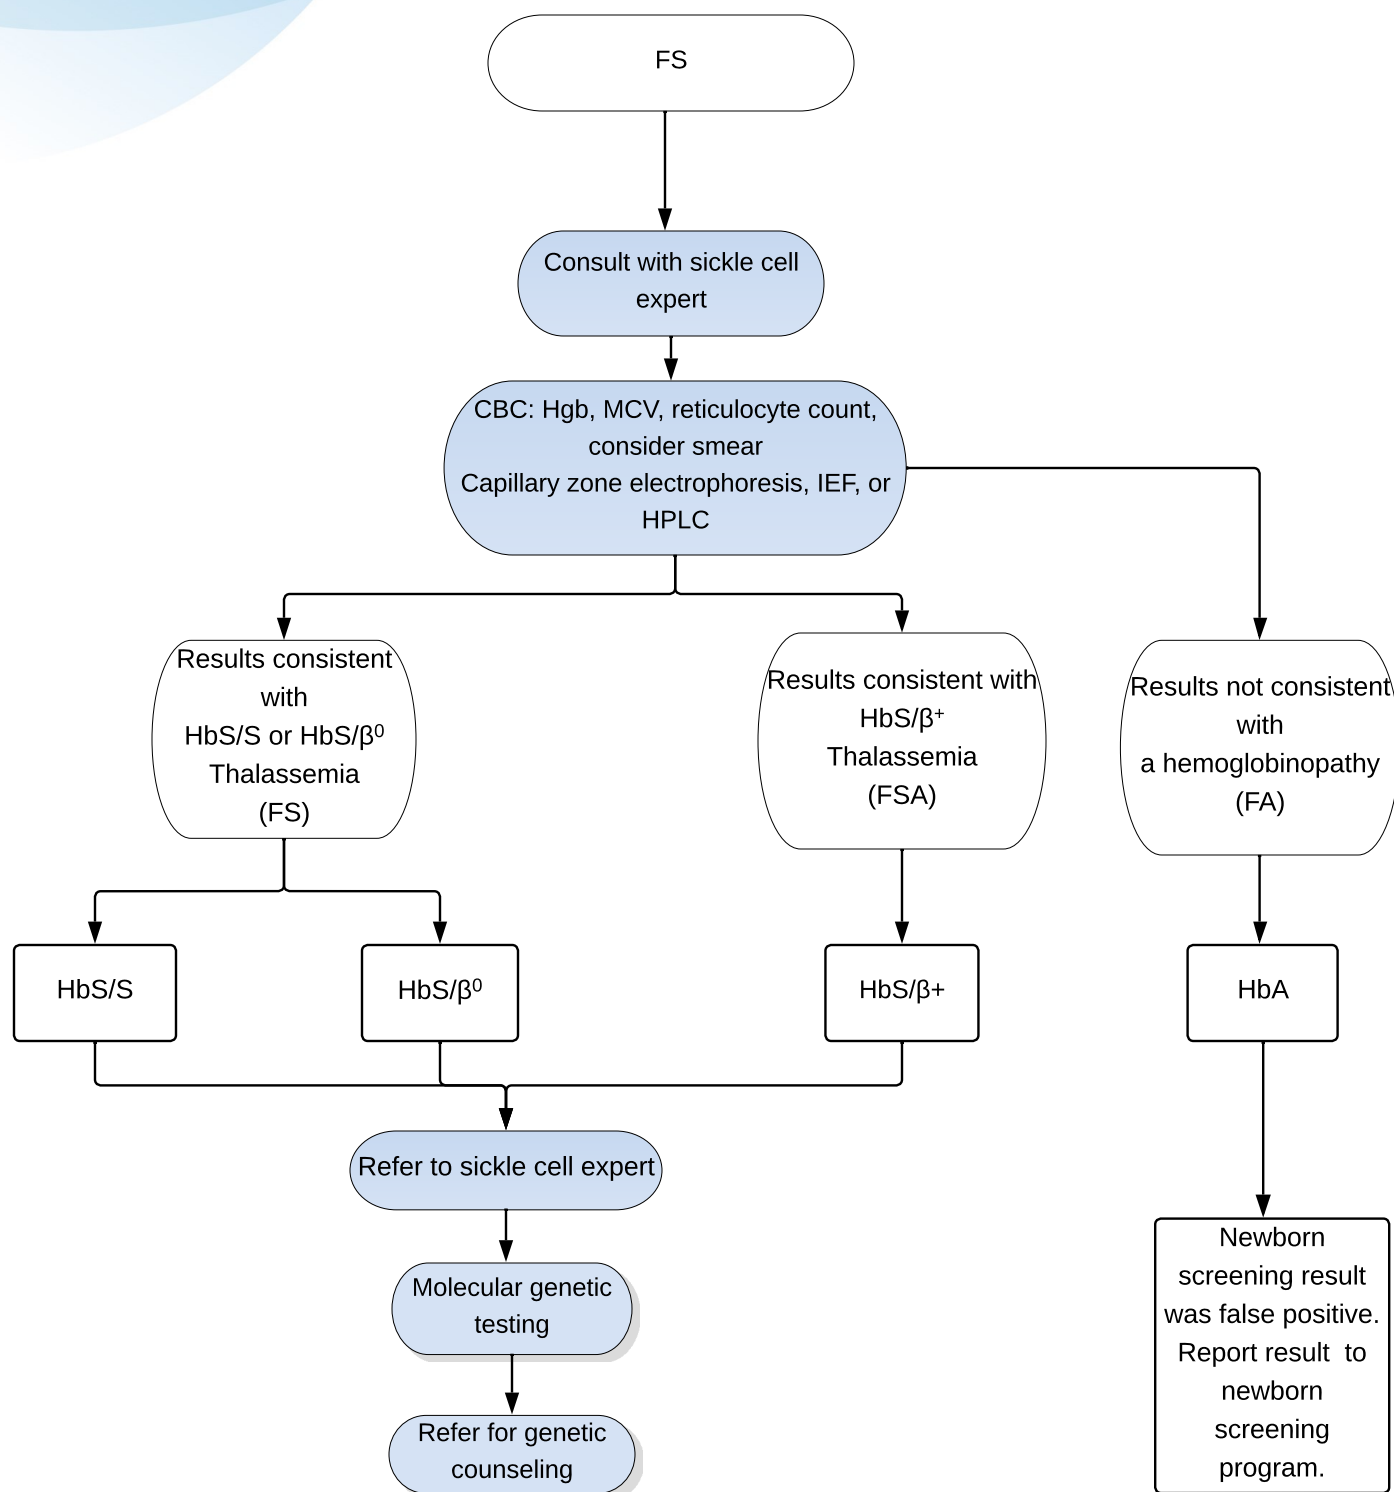 FS
Consult with sickle cell
expert
CBC: Hgb, MCV, reticulocyte count,
consider smear
Capillary zone electrophoresis, IEF, or
HPLC
Results consistent
with
HbS/S or HbS/β⁰
Thalassemia
(FS)
Results consistent with
HbS/β⁺
Thalassemia
(FSA)
Results not consistent
with
a hemoglobinopathy
(FA)
HbS/S
HbS/β⁰
HbS/β+
HbA
Refer to sickle cell expert
Molecular genetic
testing
Refer for genetic
counseling
Newborn
screening result
was false positive.
Report result to
newborn
screening
program.